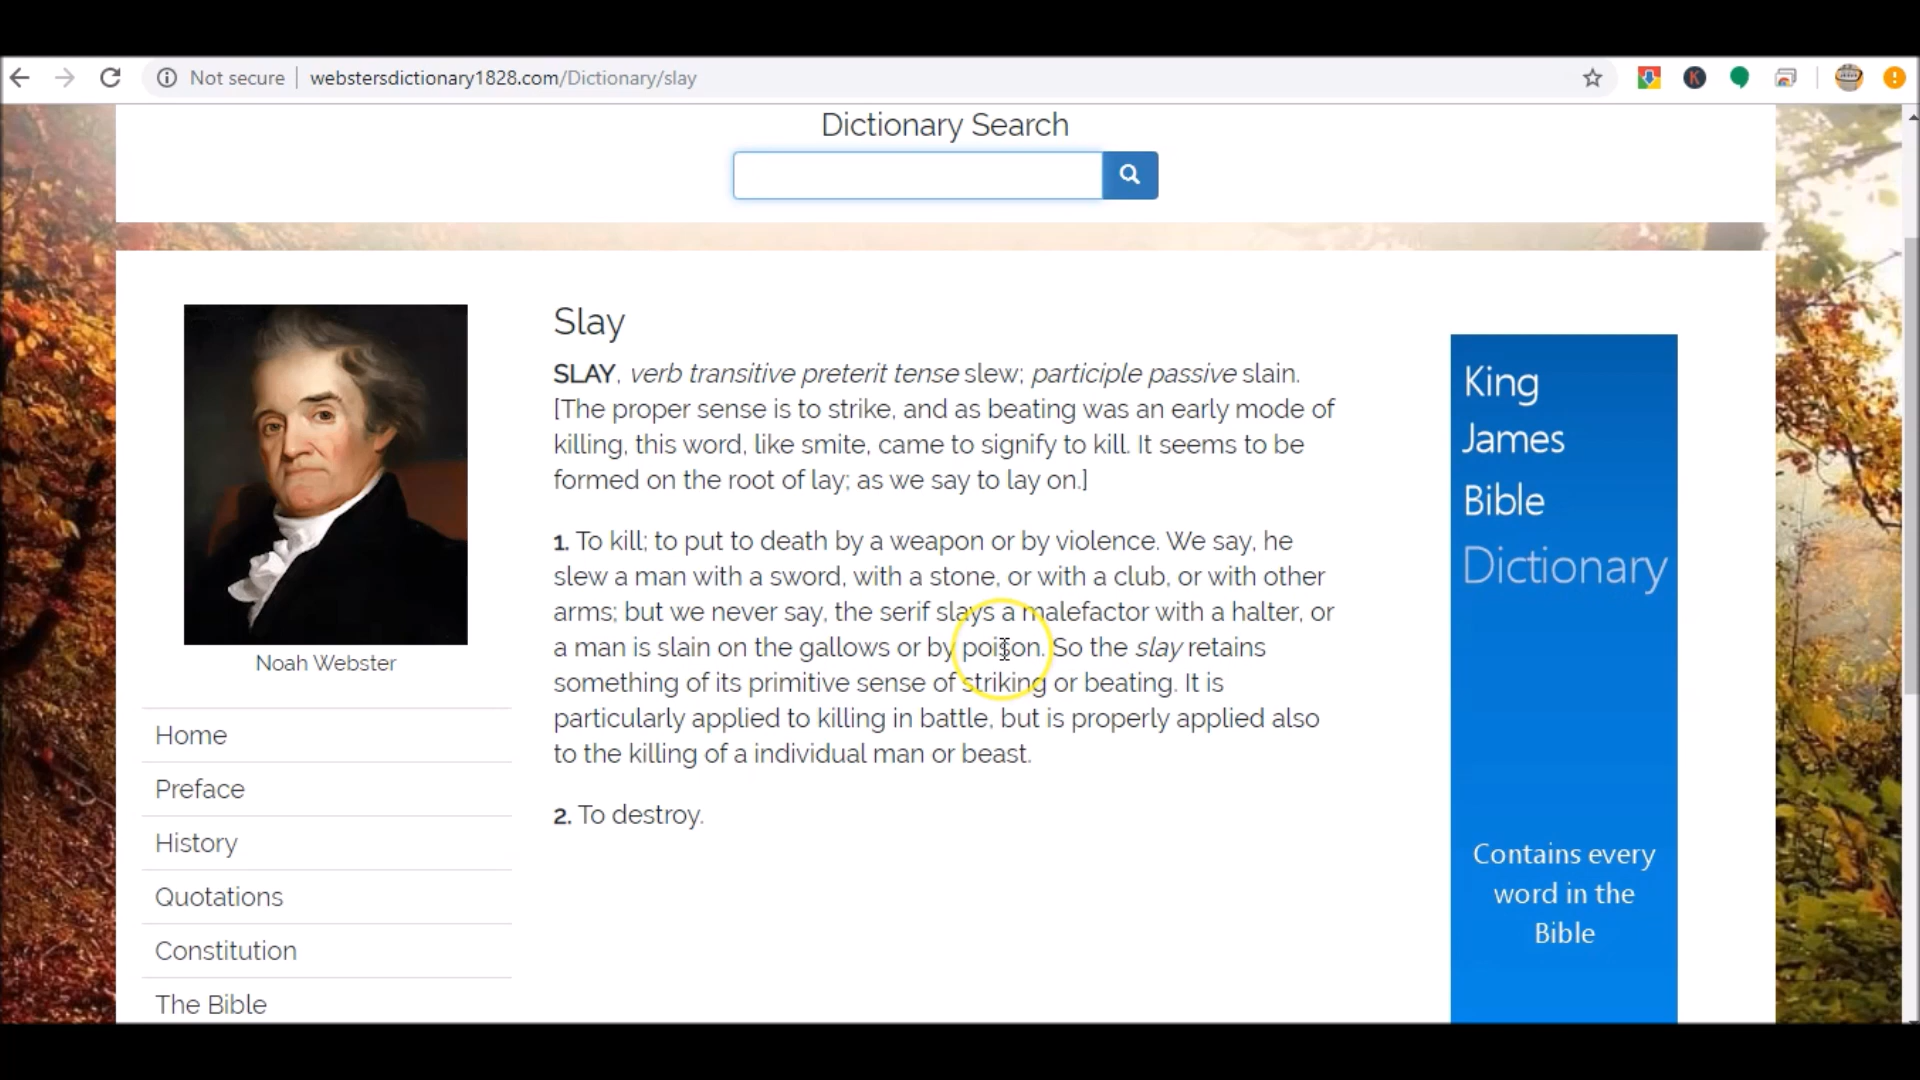 Not secure
webstersdictionary1828.com/Dictionary/slay
K
Dictionary Search
Slay
SLAY, verb transitive preterit tense slew; participle passive slain.
[The proper sense is to strike, and as beating was an early mode of
killing, this word, like smite, came to signify to kill. It seems to be
formed on the root of lay; as we say to lay on.]
1. To kill; to put to death by a weapon or by violence. We say, he
slew a man with a sword, with a stone, or with a club, or with other
arms; but we never say, the serif slays a malefactor with a halter, or
a man is slain on the gallows or by poison. So the slay retains
something of its primitive sense of striking or beating. It is
particularly applied to killing in battle, but is properly applied also
to the killing of a individual man or beast.
2. To destroy.
Noah Webster
Home
Preface
History
Quotations
Constitution
The Bible
King
James
Bible
Dictionary
Contains every
word in the
Bible